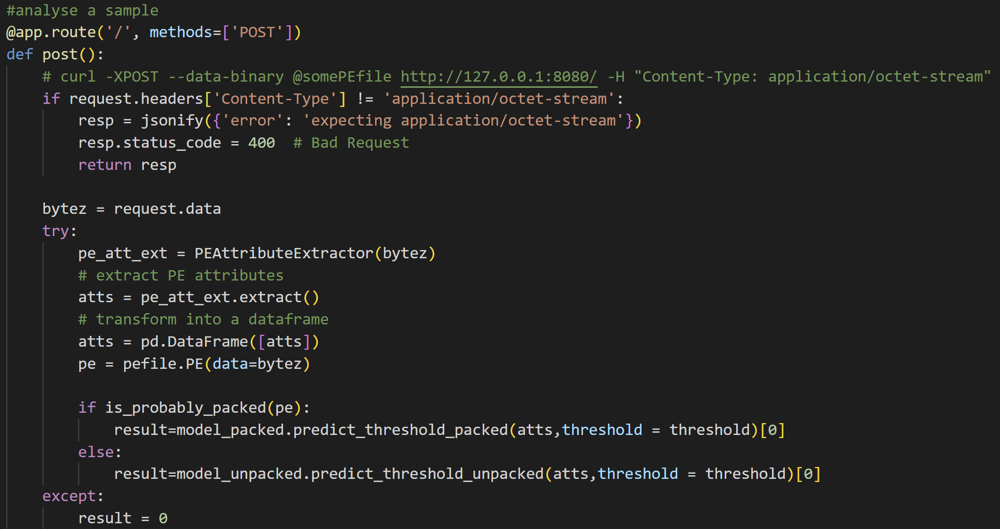 #analyse a sample
@app.route('/', methods=['POST'])
def post():
    # curl -XPOST --data-binary @somePEfile http://127.0.0.1:8080/ -H "Content-Type: application/octet-stream"
    if request.headers['Content-Type'] != 'application/octet-stream':
        resp = jsonify({'error': 'expecting application/octet-stream'})
        resp.status_code = 400  # Bad Request
        return resp

    bytez = request.data
    try:
        pe_att_ext = PEAttributeExtractor(bytez)
        # extract PE attributes
        atts = pe_att_ext.extract()
        # transform into a dataframe
        atts = pd.DataFrame([atts])
        pe = pefile.PE(data=bytez)

        if is_probably_packed(pe):
            result=model_packed.predict_threshold_packed(atts,threshold = threshold)[0]
        else:
            result=model_unpacked.predict_threshold_unpacked(atts,threshold = threshold)[0]
    except:
        result = 0